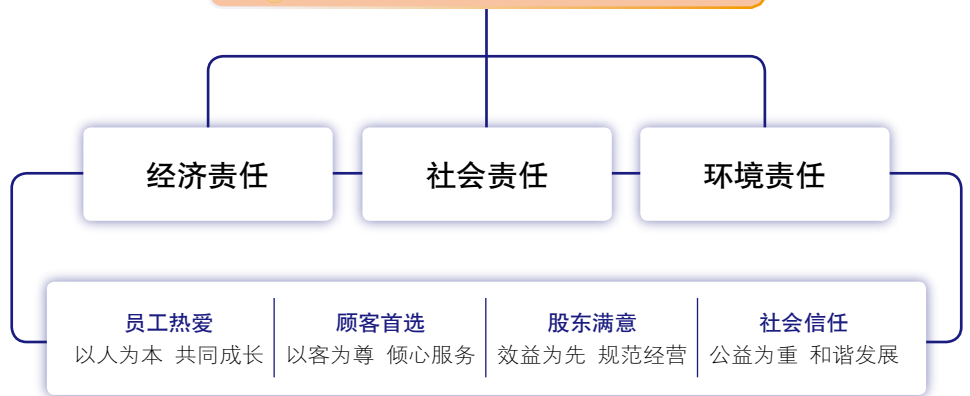 经济责任
社会责任
环境责任
员工热爱
以人为本 共同成长
顾客首选
以客为尊 倾心服务
股东满意
效益为先 规范经营
社会信任
公益为重 和谐发展